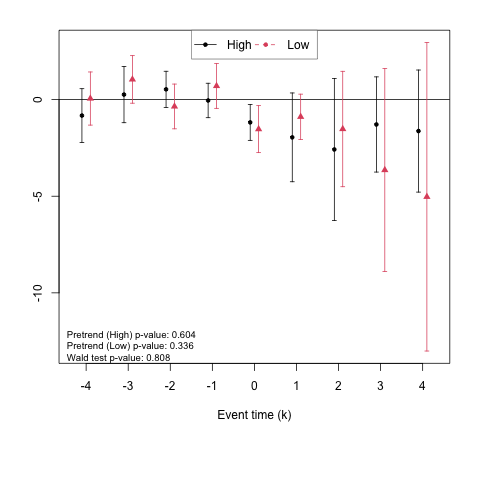 High Low
0
-5
-10
Pretrend (High) p-value: 0.604
Pretrend (Low) p-value: 0.336
Wald test p-value: 0.808
-4 -3 -2 -1 0 1 2 3 4
Event time (k)